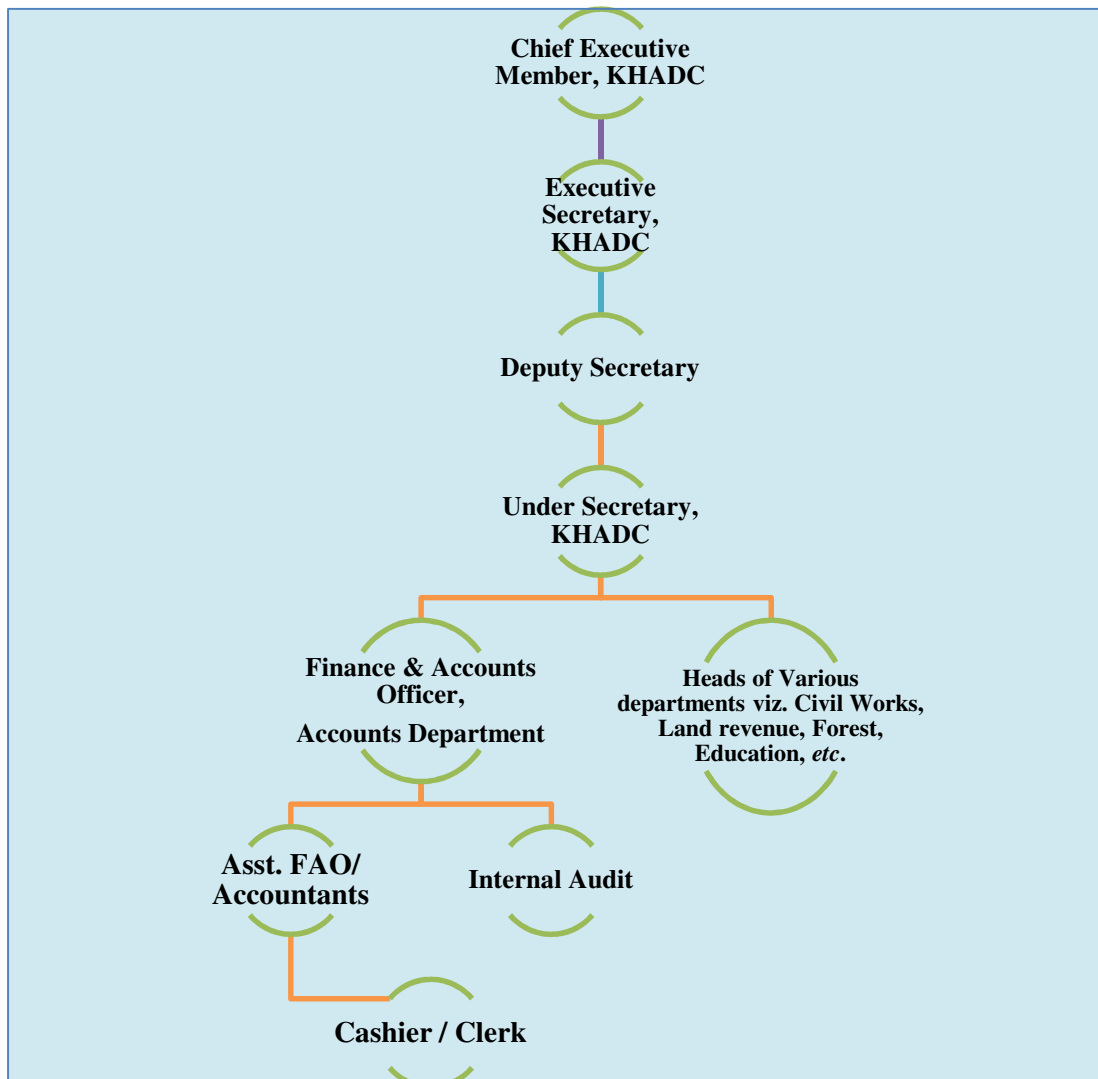 Chief Executive
Member, KHADC
Executive
Secretary,
KHADC
Deputy Secretary
Under Secretary,
KHADC
Finance & Accounts
Officer,
Accounts Department
Heads of Various
departments viz. Civil Works,
Land revenue, Forest,
Education, etc.
Asst. FAO/
Accountants
Internal Audit
Cashier / Clerk